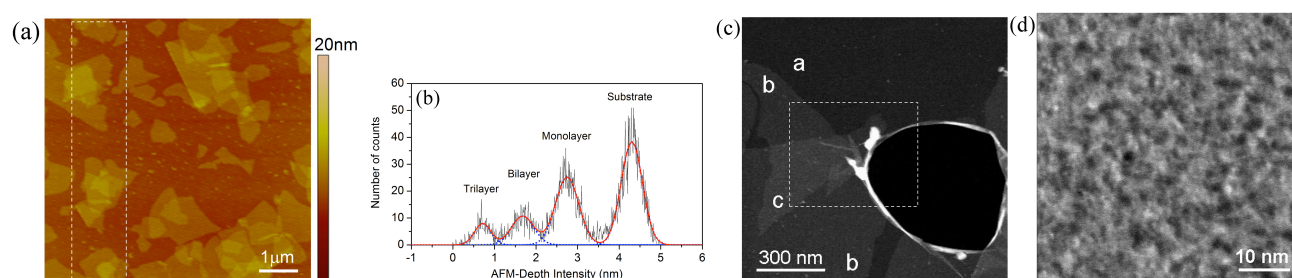 (a)
20nm
1μm
(b)
Number of counts
60
50
40
30
20
10
0
Trilayer
Bilayer
Monolayer
Substrate
-1 0 1 2 3 4 5 6
AFM-Depth Intensity (nm)
(c)
a
b
c
b
300 nm
(d)
10 nm